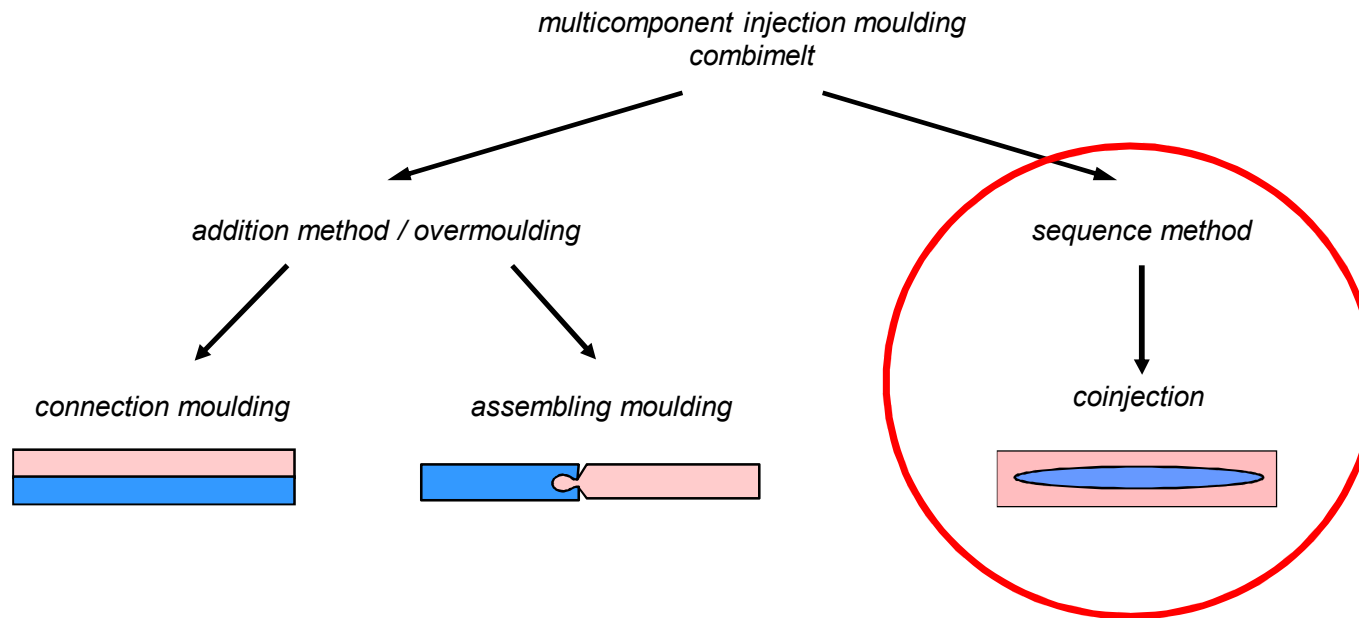 multicomponent injection moulding
combimelt
addition method / overmoulding
sequence method
connection moulding
assembling moulding
coinjection